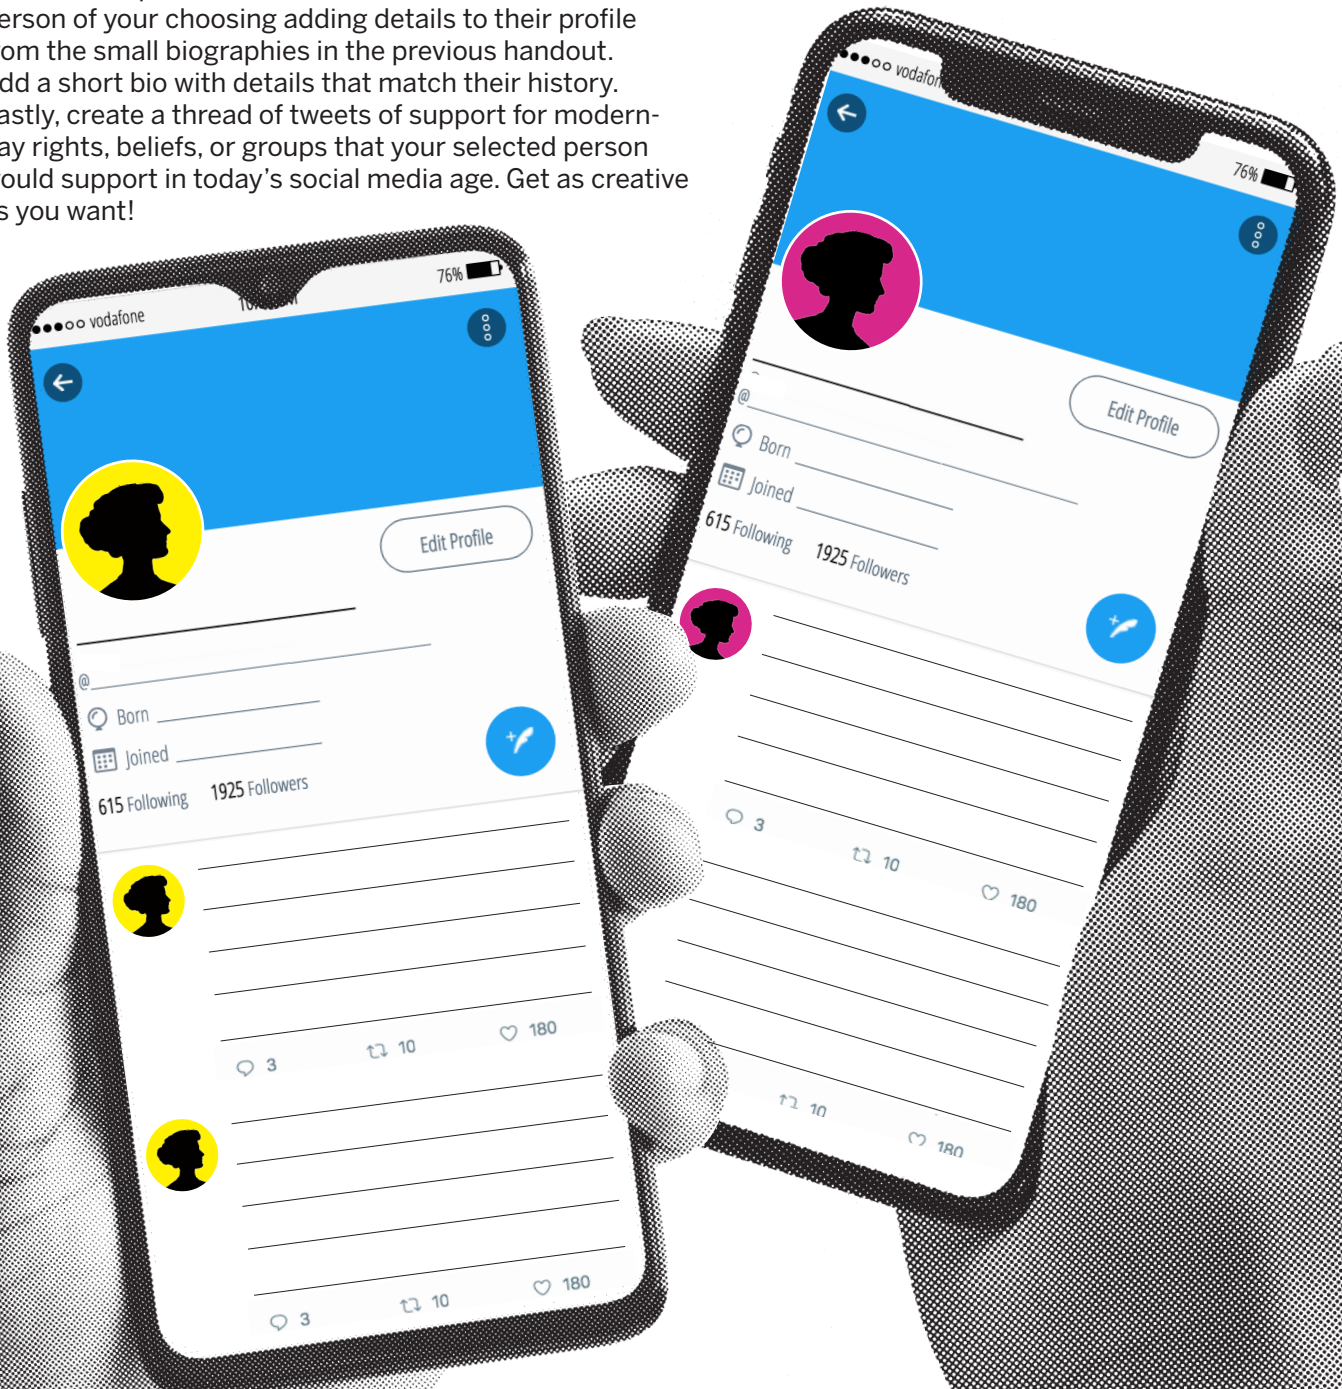 erson of your choosing adding details to their profile
rom the small biographies in the previous handout.
dd a short bio with details that match their history.
astly, create a thread of tweets of support for modern-
ay rights, beliefs, or groups that your selected person
ould support in today's social media age. Get as creative
s you want!
vodafone
76%
Edit Profile
@
Born
Joined
615 Following 1925 Followers
3 10 180
3 10 180
vodafon
76%
Edit Profile
@
Born
Joined
615 Following 1925 Followers
3 10 180
10 180